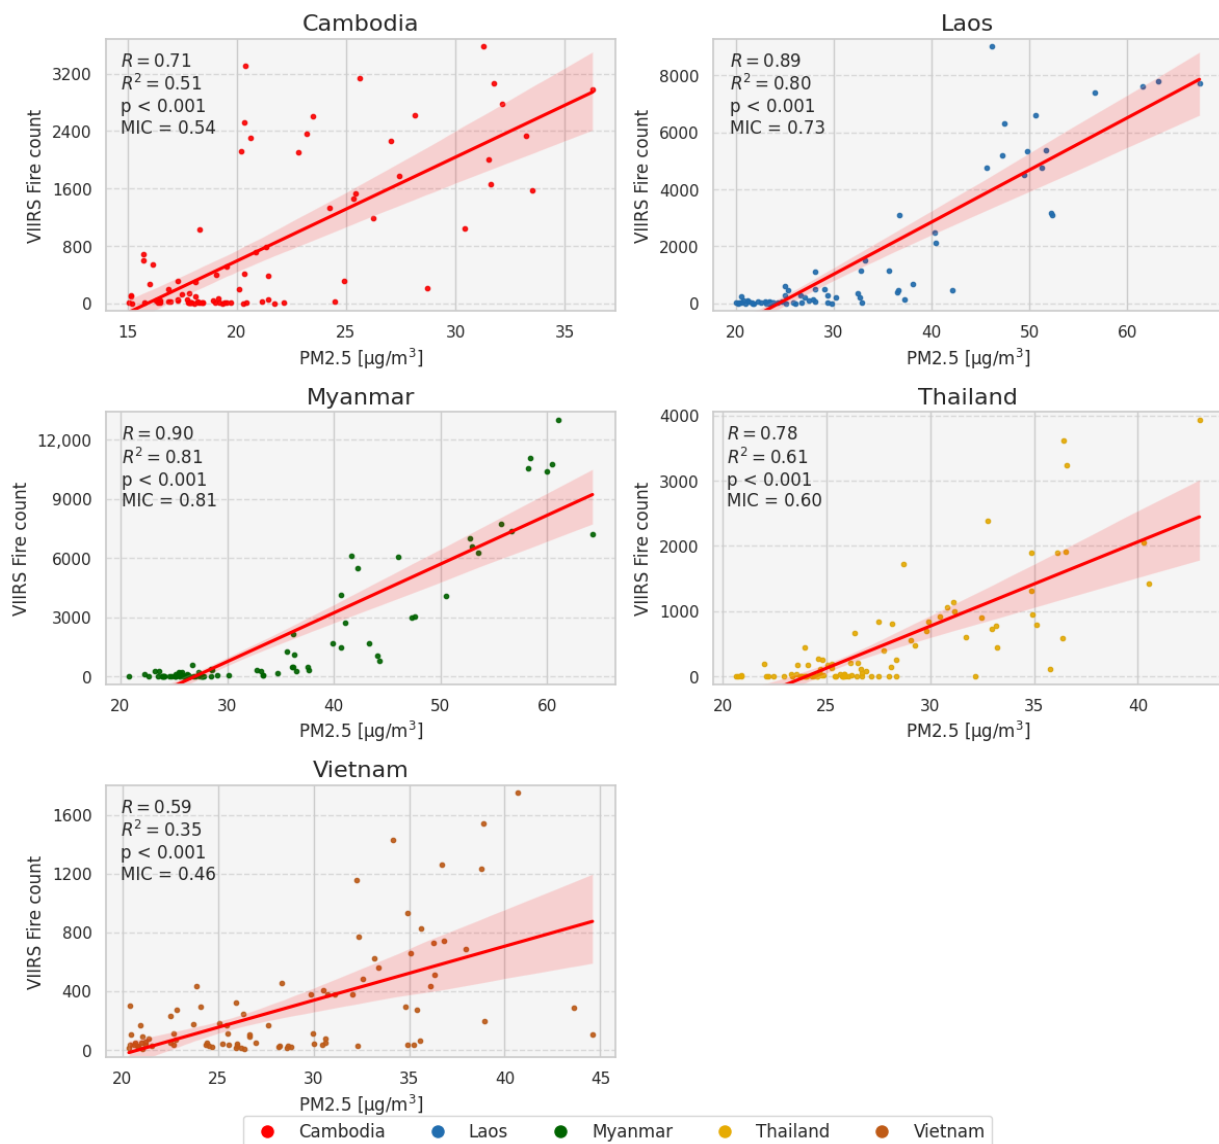 Cambodia
R = 0.71
R² = 0.51
p < 0.001
MIC = 0.54
VIIRS Fire count
3200
2400
1600
800
0
15 20 25 30 35
PM2.5 [μg/m³]
Laos
R = 0.89
R² = 0.80
p < 0.001
MIC = 0.73
VIIRS Fire count
8000
6000
4000
2000
0
20 30 40 50 60
PM2.5 [μg/m³]
Myanmar
R = 0.90
R² = 0.81
p < 0.001
MIC = 0.81
VIIRS Fire count
12,000
9000
6000
3000
0
20 30 40 50 60
PM2.5 [μg/m³]
Thailand
R = 0.78
R² = 0.61
p < 0.001
MIC = 0.60
VIIRS Fire count
4000
3000
2000
1000
0
20 25 30 35 40
PM2.5 [μg/m³]
Vietnam
R = 0.59
R² = 0.35
p < 0.001
MIC = 0.46
VIIRS Fire count
1600
1200
800
400
0
20 25 30 35 40 45
PM2.5 [μg/m³]
Cambodia Laos Myanmar Thailand Vietnam